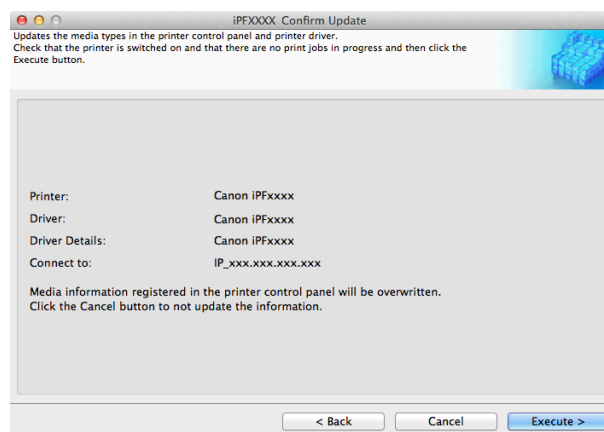 iPFXXXX Confirm Update
Updates the media types in the printer control panel and printer driver.
Check that the printer is switched on and that there are no print jobs in progress and then click the
Execute button.
Printer: Canon iPFxxxx
Driver: Canon iPFxxxx
Driver Details: Canon iPFxxxx
Connect to: IP_xxx.xxx.xxx.xxx
Media information registered in the printer control panel will be overwritten.
Click the Cancel button to not update the information.
< Back Cancel Execute >